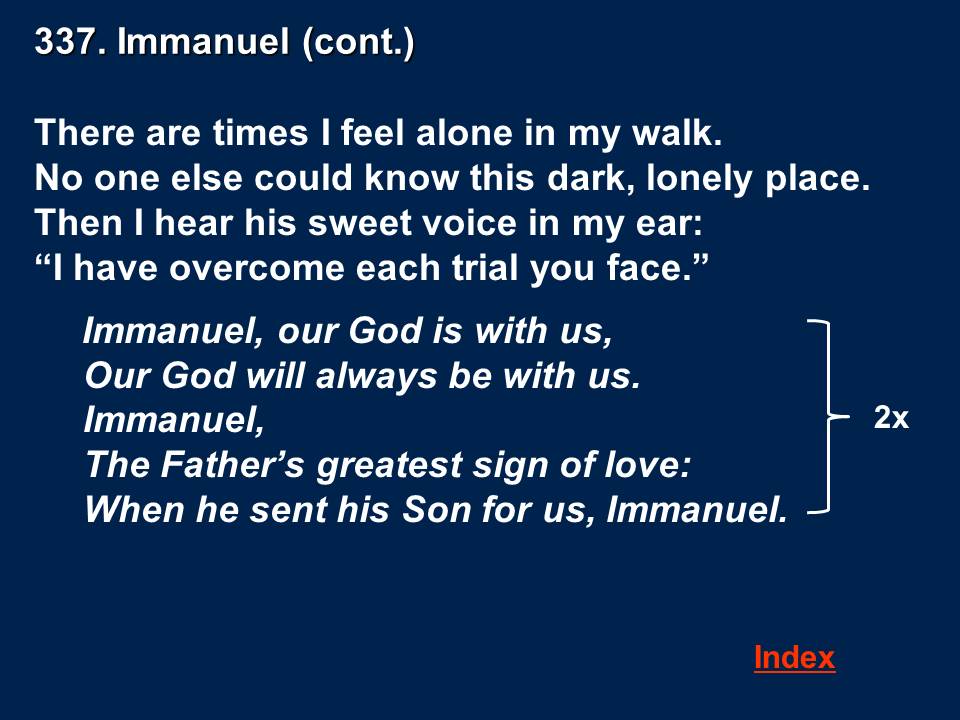 337. Immanuel (cont.)
There are times I feel alone in my walk.
No one else could know this dark, lonely place.
Then I hear his sweet voice in my ear:
“I have overcome each trial you face.”
Immanuel, our God is with us,
Our God will always be with us.
Immanuel,
The Father’s greatest sign of love:
When he sent his Son for us, Immanuel.
2x
Index